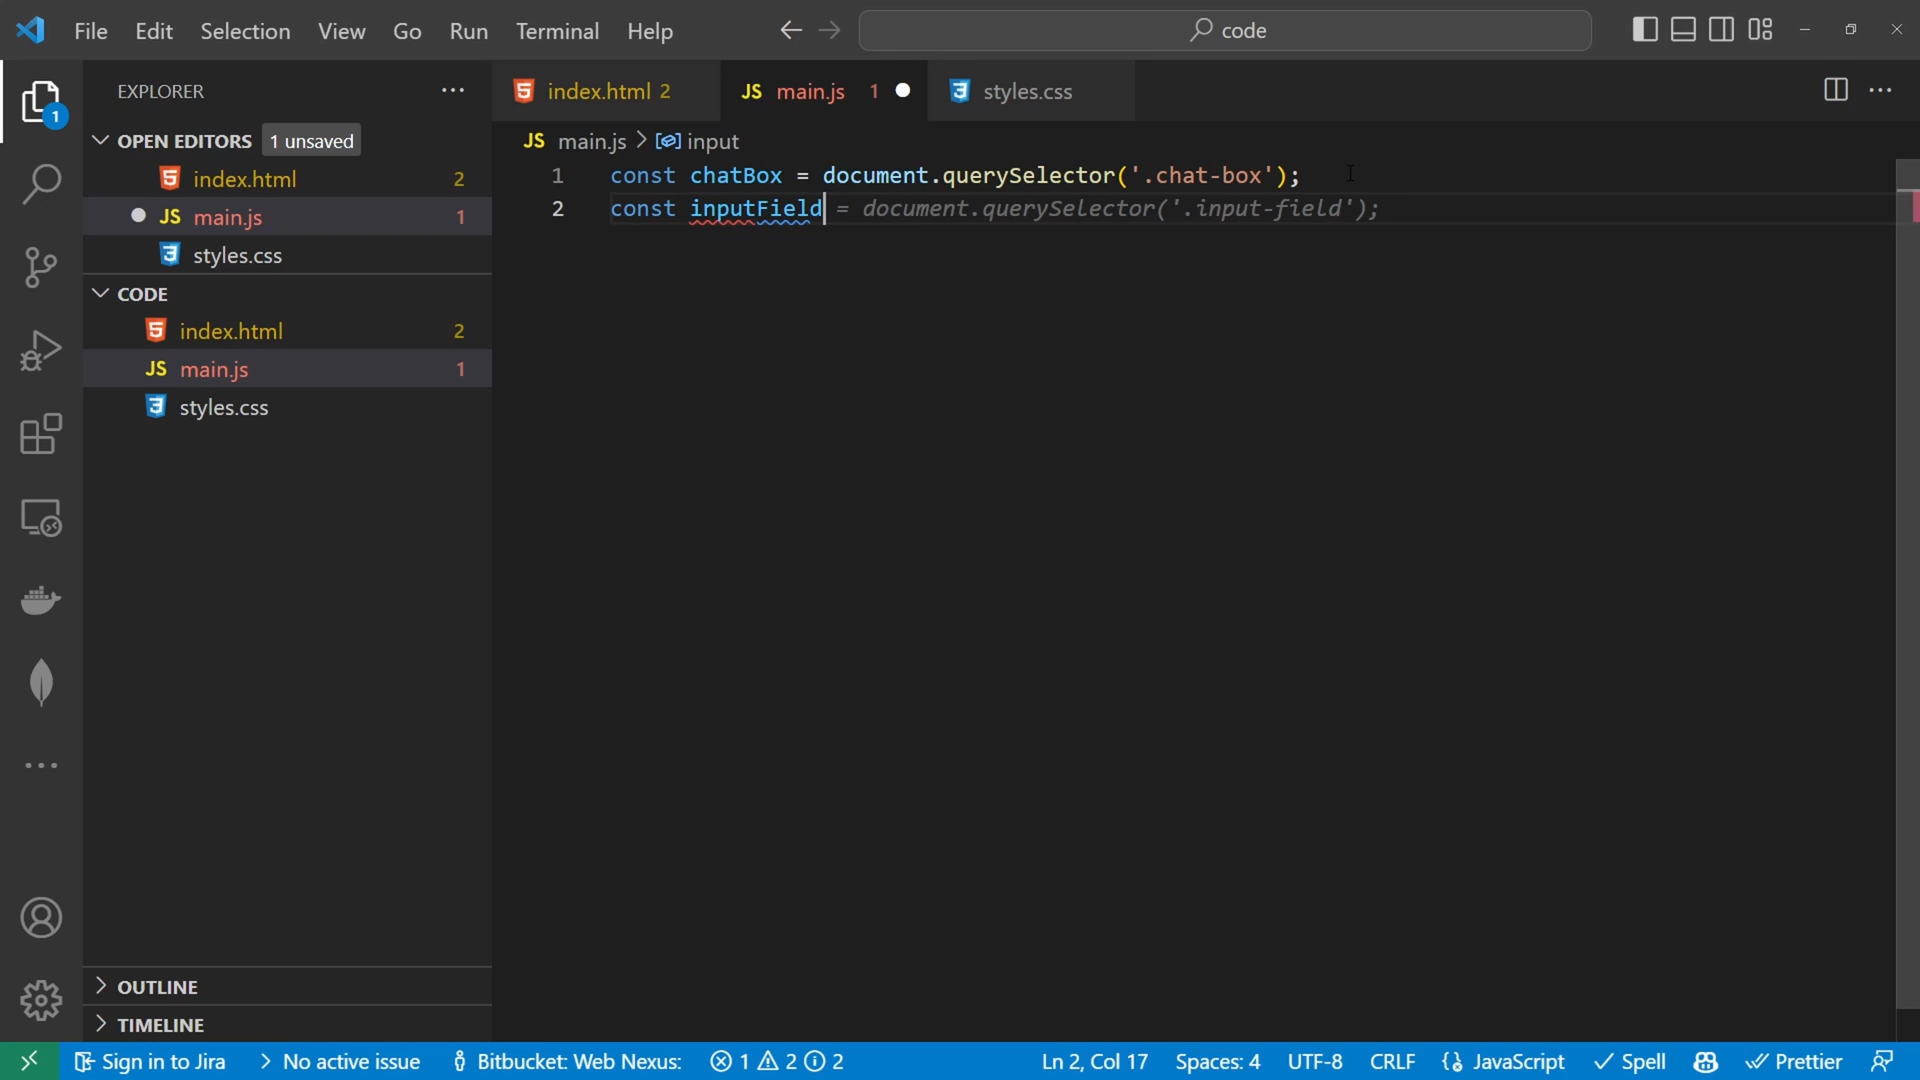 File Edit Selection View Go Run Terminal Help code
EXPLORER
OPEN EDITORS 1 unsaved
index.html 2
JS main.js 1
styles.css
CODE
index.html 2
JS main.js 1
styles.css
OUTLINE
TIMELINE
index.html 2 JS main.js 1 styles.css
JS main.js > input
1 const chatBox = document.querySelector('.chat-box');
2 const inputField = document.querySelector('.input-field');
Sign in to Jira No active issue Bitbucket: Web Nexus: 1 2 2 Ln 2, Col 17 Spaces: 4 UTF-8 CRLF {} JavaScript Spell Prettier